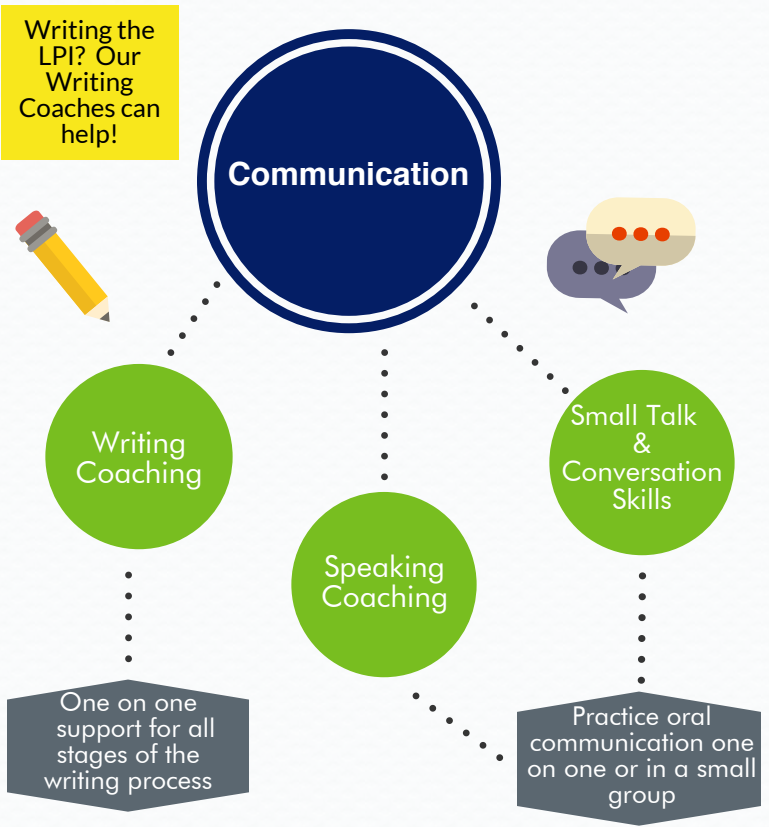 Writing the
LPI? Our
Writing
Coaches can
help!
Communication
Writing
Coaching
Speaking
Coaching
Small Talk
&
Conversation
Skills
One on one
support for all
stages of the
writing process
Practice oral
communication one
on one or in a small
group